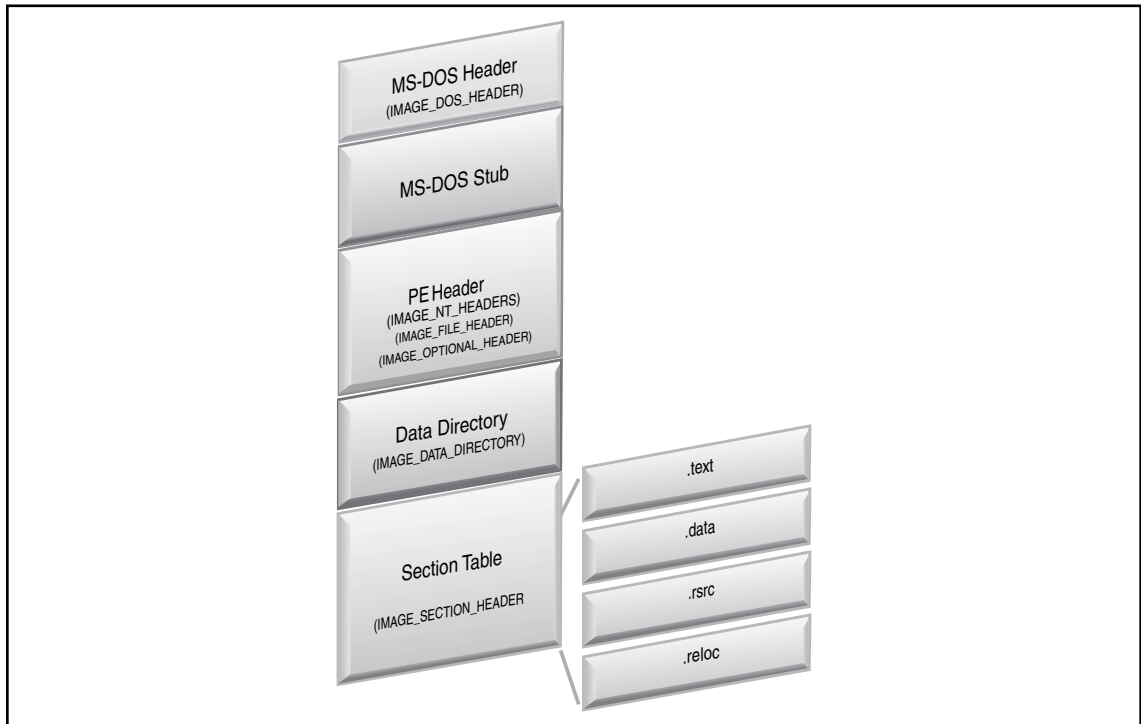 MS-DOS Header
(IMAGE_DOS_HEADER)
MS-DOS Stub
PE Header
(IMAGE_NT_HEADERS)
(IMAGE_FILE_HEADER)
(IMAGE_OPTIONAL_HEADER)
Data Directory
(IMAGE_DATA_DIRECTORY)
Section Table
(IMAGE_SECTION_HEADER
.text
.data
.rsrc
.reloc